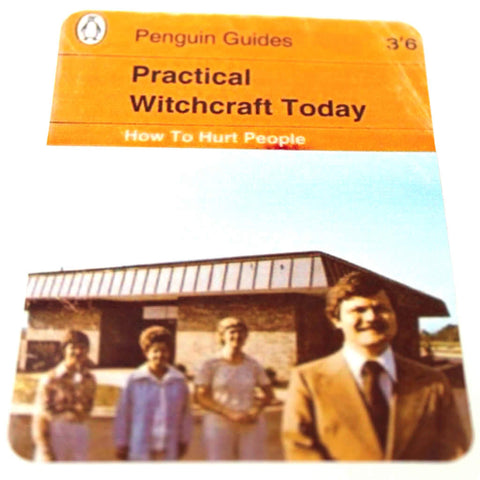 Penguin Guides
3'6
Practical
Witchcraft Today
How To Hurt People